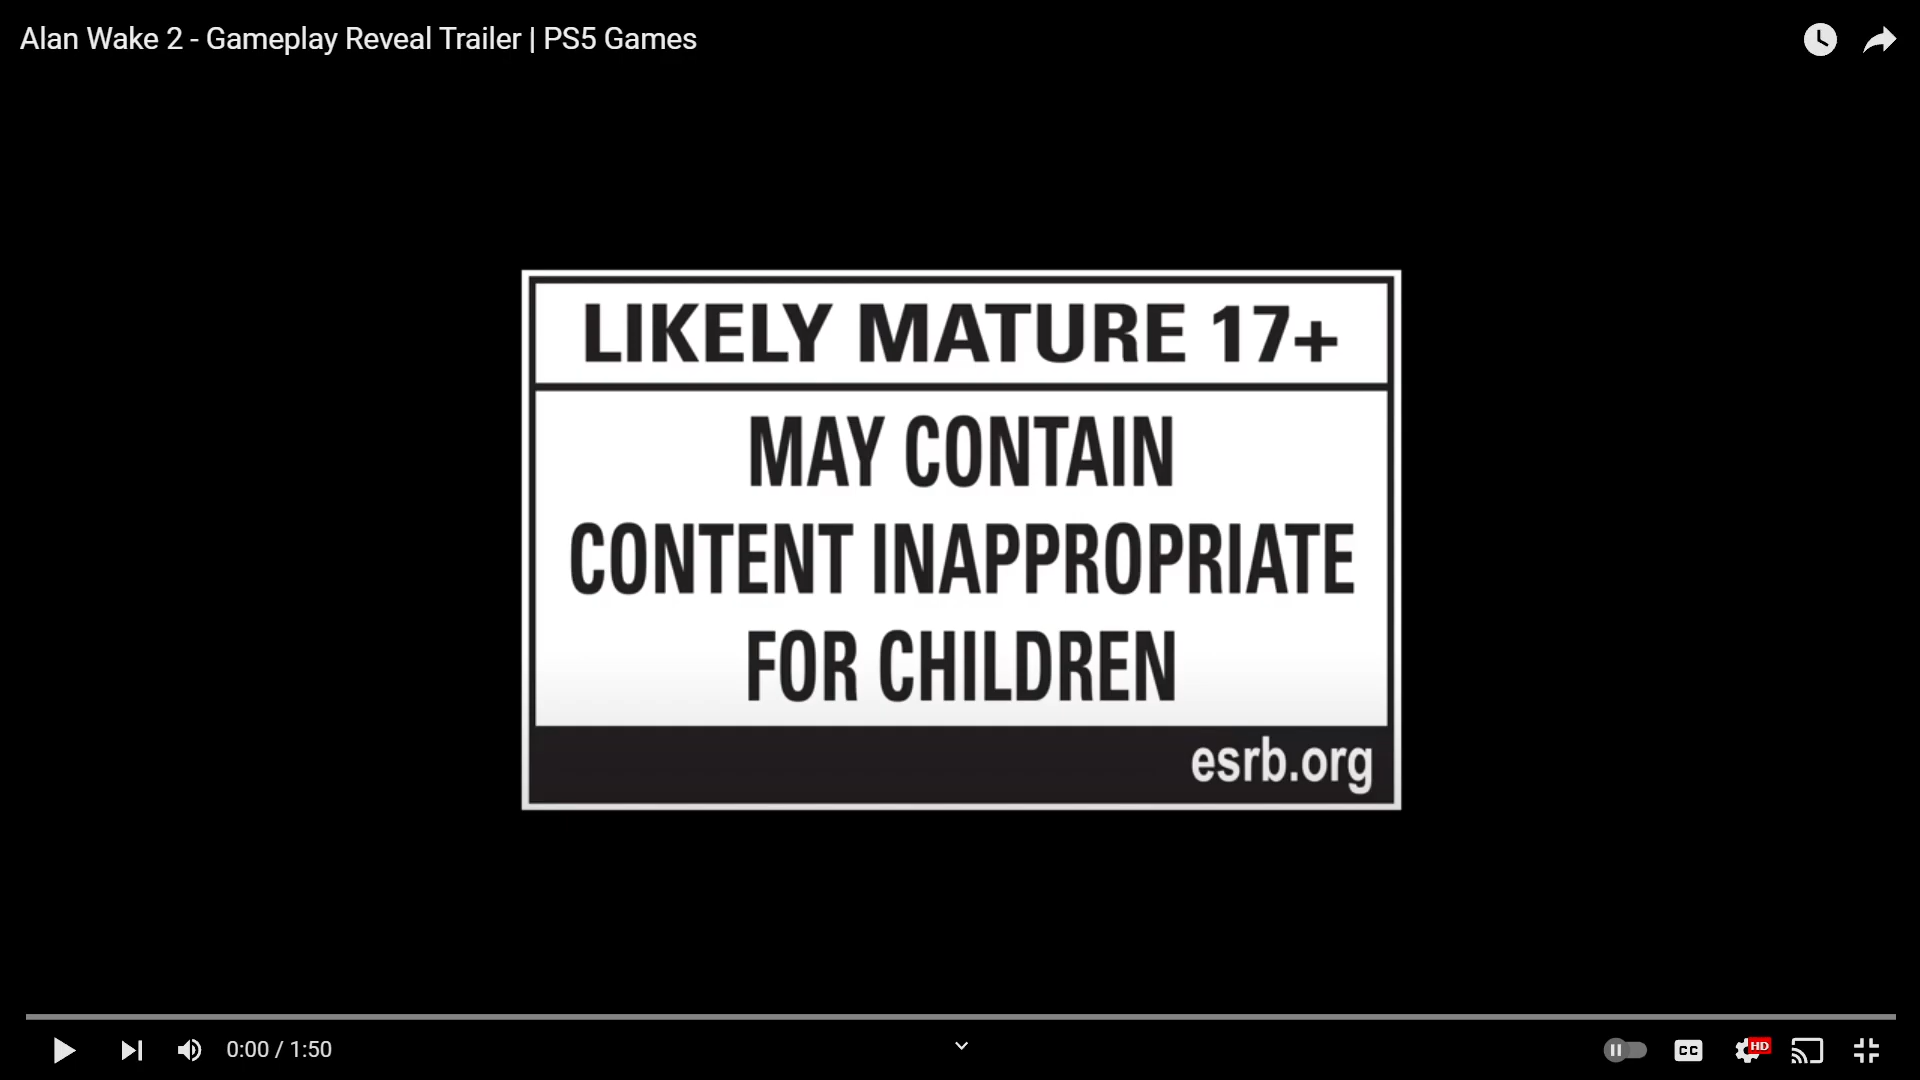 Alan Wake 2 - Gameplay Reveal Trailer | PS5 Games
LIKELY MATURE 17+
MAY CONTAIN
CONTENT INAPPROPRIATE
FOR CHILDREN
esrb.org
0:00 / 1:50
CC
HD